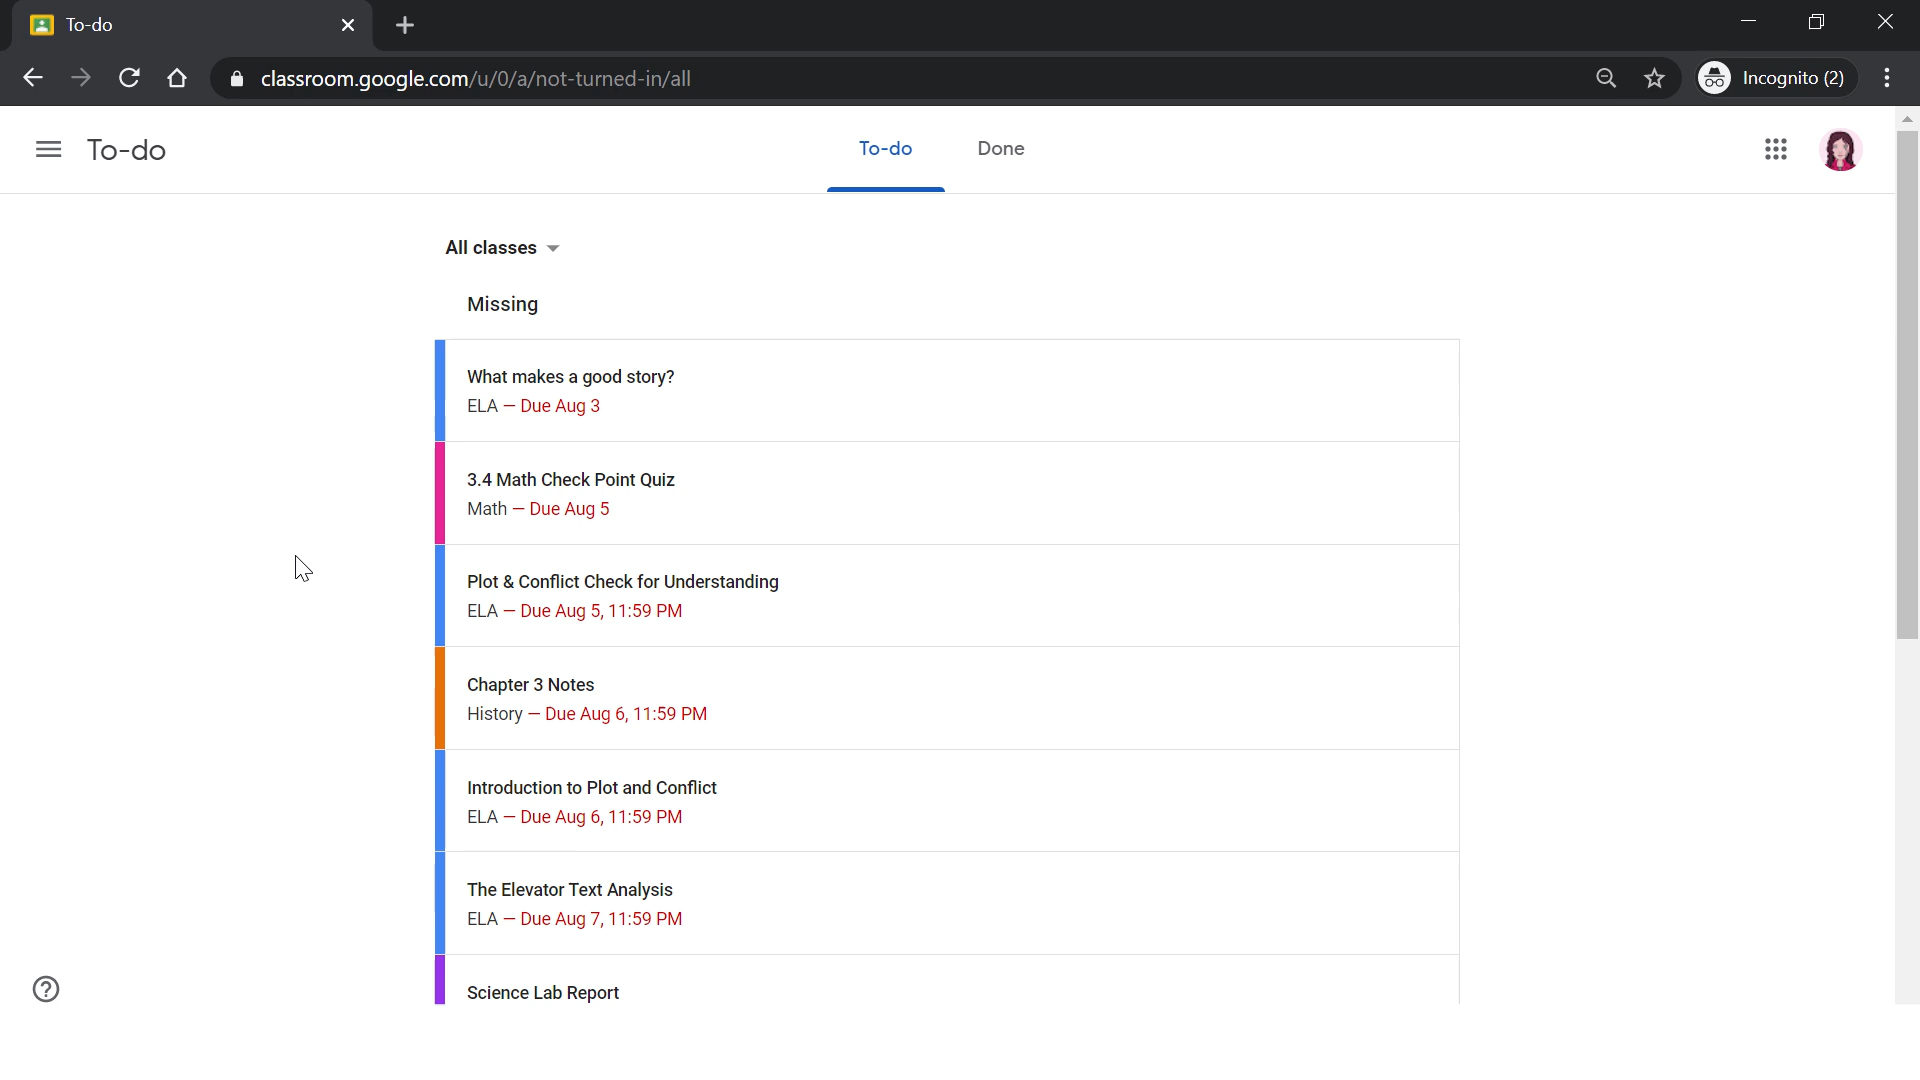 To-do
classroom.google.com/u/0/a/not-turned-in/all
Incognito (2)
To-do
To-do
Done
All classes
Missing
What makes a good story?
ELA — Due Aug 3
3.4 Math Check Point Quiz
Math — Due Aug 5
Plot & Conflict Check for Understanding
ELA — Due Aug 5, 11:59 PM
Chapter 3 Notes
History — Due Aug 6, 11:59 PM
Introduction to Plot and Conflict
ELA — Due Aug 6, 11:59 PM
The Elevator Text Analysis
ELA — Due Aug 7, 11:59 PM
Science Lab Report